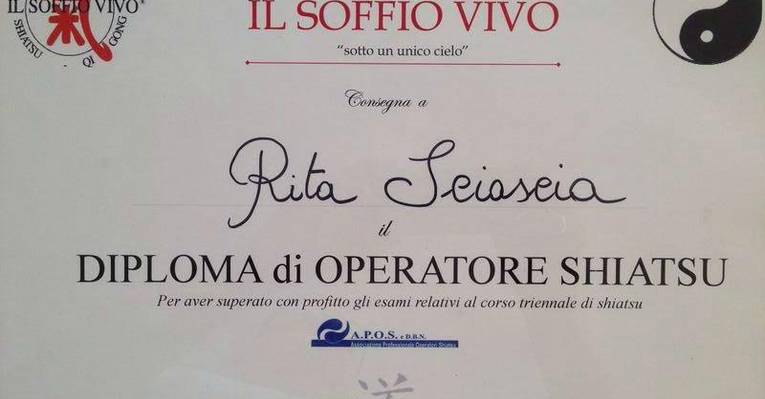 IL SOFFIO VIVO
SHIATSU - QI GONG
氣
IL SOFFIO VIVO
“sotto un unico cielo”
Consegna a
Rita Sciascia
il
DIPLOMA di OPERATORE SHIATSU
Per aver superato con profitto gli esami relativi al corso triennale di shiatsu
A.P.O.S. e D.B.N.
Associazione Professionale Operatori Shiatsu